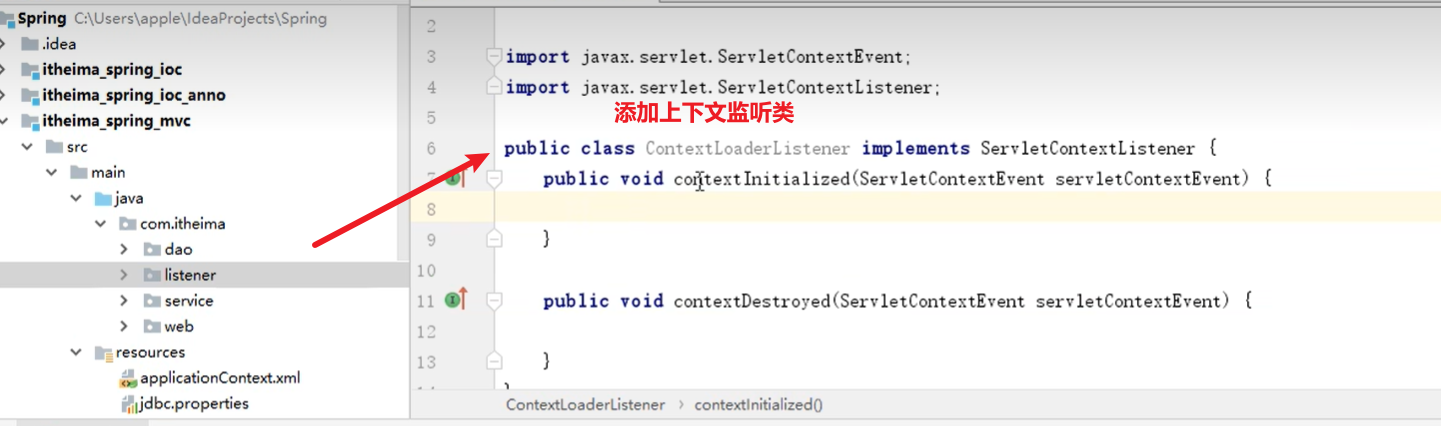 Spring C:\Users\apple\IdeaProjects\Spring
.idea
itheima_spring_ioc
itheima_spring_ioc_anno
itheima_spring_mvc
src
main
java
com.itheima
dao
listener
service
web
resources
applicationContext.xml
jdbc.properties
2
3 import javax.servlet.ServletContextEvent;
4 import javax.servlet.ServletContextListener;
添加上下文监听类
5
6 public class ContextLoaderListener implements ServletContextListener {
7 public void contextInitialized(ServletContextEvent servletContextEvent) {
8
9 }
10
11 public void contextDestroyed(ServletContextEvent servletContextEvent) {
12
13 }
ContextLoaderListener › contextInitialized()